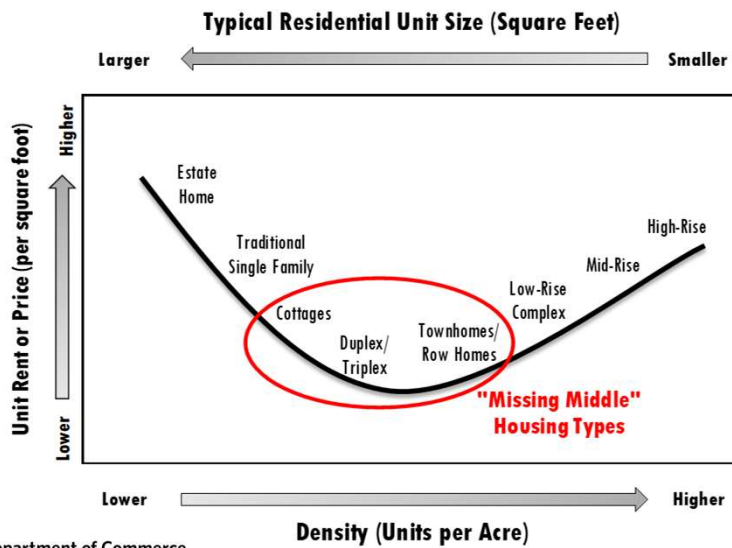 Typical Residential Unit Size (Square Feet)
Larger
Smaller
Unit Rent or Price (per square foot)
Higher
Lower
Estate
Home
Traditional
Single Family
Cottages
Duplex/
Triplex
Townhomes/
Row Homes
Low-Rise
Complex
Mid-Rise
High-Rise
"Missing Middle"
Housing Types
Lower
Higher
Density (Units per Acre)
of Commerce